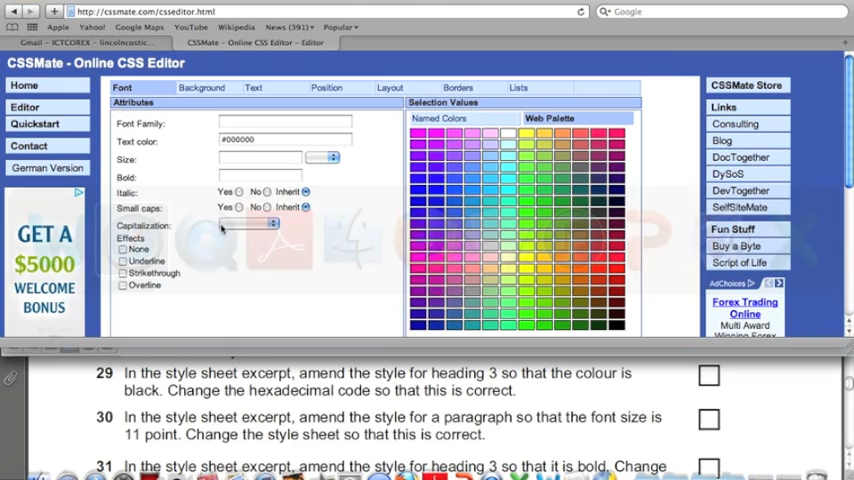 http://cssmate.com/csseditor.html
Google
Apple Yahoo! Google Maps YouTube Wikipedia News (391) Popular
Gmail - ICTCOREX - lincolncostic...
CSSMate - Online CSS Editor - Editor
CSSMate - Online CSS Editor
Home
Editor
Quickstart
Contact
German Version
GET A
$5000
WELCOME
BONUS
Font Background Text Position Layout Borders Lists
Attributes
Font Family:
Text color: #000000
Size:
Bold:
Italic: Yes No Inherit
Small caps: Yes No Inherit
Capitalization:
Effects
None
Underline
Strikethrough
Overline
Selection Values
Named Colors Web Palette
CSSMate Store
Links
Consulting
Blog
DocTogether
DySoS
DevTogether
SelfSiteMate
Fun Stuff
Buy a Byte
Script of Life
AdChoices
Forex Trading
Online
Multi Award
Winning Forex
29 In the style sheet excerpt, amend the style for heading 3 so that the colour is
black. Change the hexadecimal code so that this is correct.
30 In the style sheet excerpt, amend the style for a paragraph so that the font size is
11 point. Change the style sheet so that this is correct.
31 In the style sheet excerpt, amend the style for heading 3 so that it is bold. Change